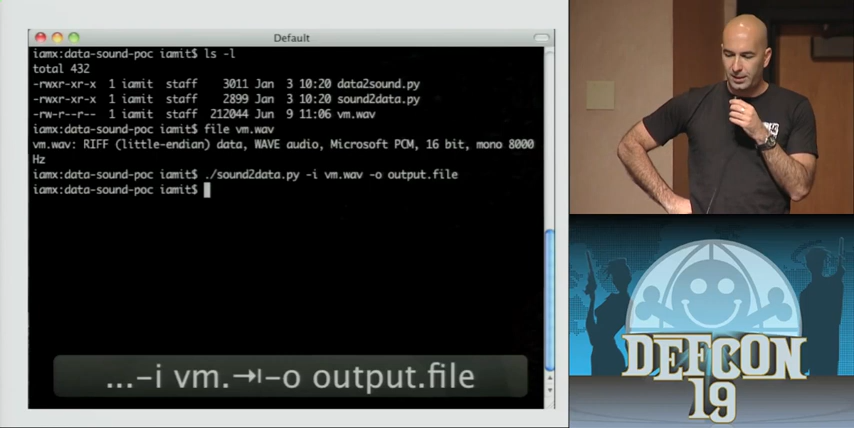 Default
iamx:data-sound-poc iamit$ ls -l
total 432
-rwxr-xr-x  1 iamit  staff    3011 Jan  3 10:20 data2sound.py
-rwxr-xr-x  1 iamit  staff    2899 Jan  3 10:20 sound2data.py
-rw-r--r--  1 iamit  staff  212044 Jun  9 11:06 vm.wav
iamx:data-sound-poc iamit$ file vm.wav
vm.wav: RIFF (little-endian) data, WAVE audio, Microsoft PCM, 16 bit, mono 8000
Hz
iamx:data-sound-poc iamit$ ./sound2data.py -i vm.wav -o output.file
iamx:data-sound-poc iamit$
...-i vm.⇥-o output.file
DEFCON
19